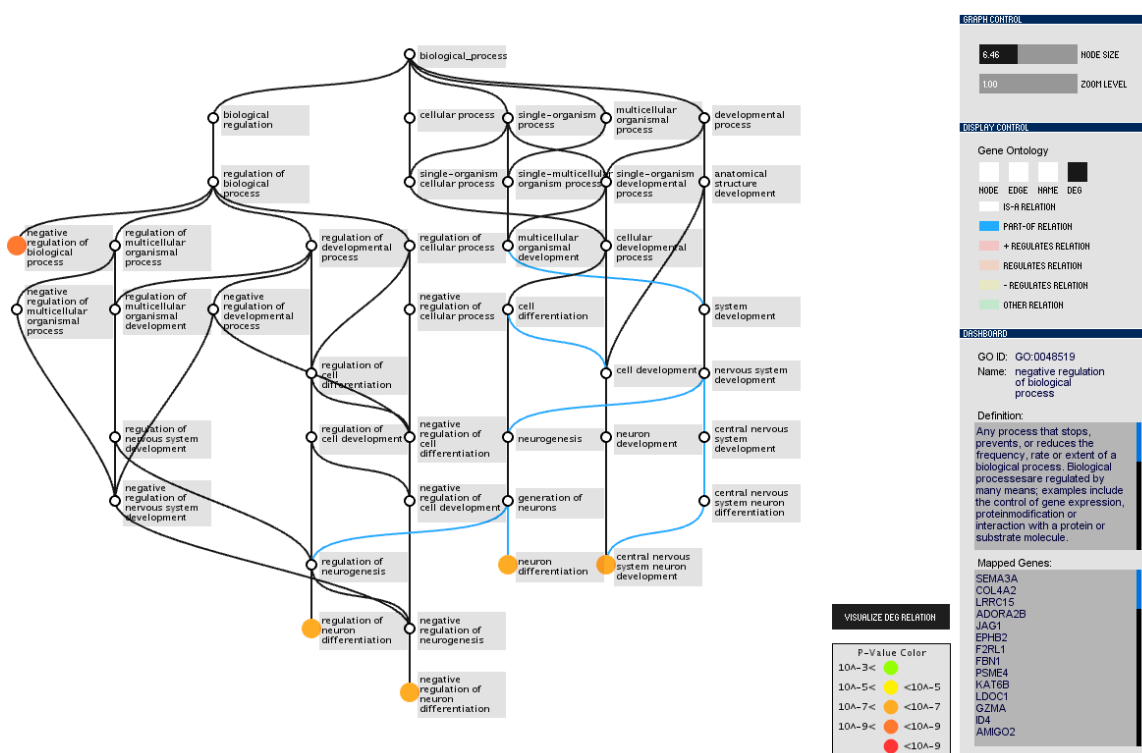 biological_process
biological
regulation
cellular process
single-organism
process
multicellular
organismal
process
developmental
process
regulation of
biological
process
single-organism
cellular process
single-multicellular
organism process
single-organism
developmental
process
anatomical
structure development
negative
regulation of
biological process
regulation of
multicellular
organismal process
regulation of
developmental
process
regulation of
cellular process
multicellular
organismal
development
cellular
developmental
process
negative
regulation of
multicellular
organismal
process
regulation of
multicellular
organismal
development
negative
regulation of
developmental
process
negative
regulation of
cellular process
cell
differentiation
system
development
regulation of
cell
differentiation
cell development
nervous system
development
regulation of
nervous system
development
regulation of
cell development
negative
regulation of
cell
differentiation
neurogenesis
neuron
development
central nervous
system
development
negative
regulation of
nervous system
development
negative
regulation of
cell development
generation of
neurons
central nervous
system neuron
differentiation
regulation of
neurogenesis
neuron
differentiation
central nervous
system neuron
development
regulation of
neuron
differentiation
negative
regulation of
neurogenesis
negative
regulation of
neuron
differentiation
GRAPH CONTROL
6.46 NODE SIZE
1.00 ZOOM LEVEL
DISPLAY CONTROL
Gene Ontology
NODE EDGE NAME DEG
IS-A RELATION
PART-OF RELATION
+ REGULATES RELATION
REGULATES RELATION
- REGULATES RELATION
OTHER RELATION
DASHBOARD
GO ID: GO:0048519
Name: negative regulation
of biological
process
Definition:
Any process that stops,
prevents, or reduces the
frequency, rate or extent of a
biological process. Biological
processesare regulated by
many means; examples include
the control of gene expression,
proteinmodification or
interaction with a protein or
substrate molecule.
Mapped Genes:
SEMA3A
COL4A2
LRRC15
ADORA2B
JAG1
EPHB2
F2RL1
FBN1
PSME4
KAT6B
LDOC1
GZMA
ID4
AMIGO2
VISUALIZE DEG RELATION
P-Value Color
10^-3<
10^-5< <10^-5
10^-7< <10^-7
10^-9< <10^-9
<10^-9